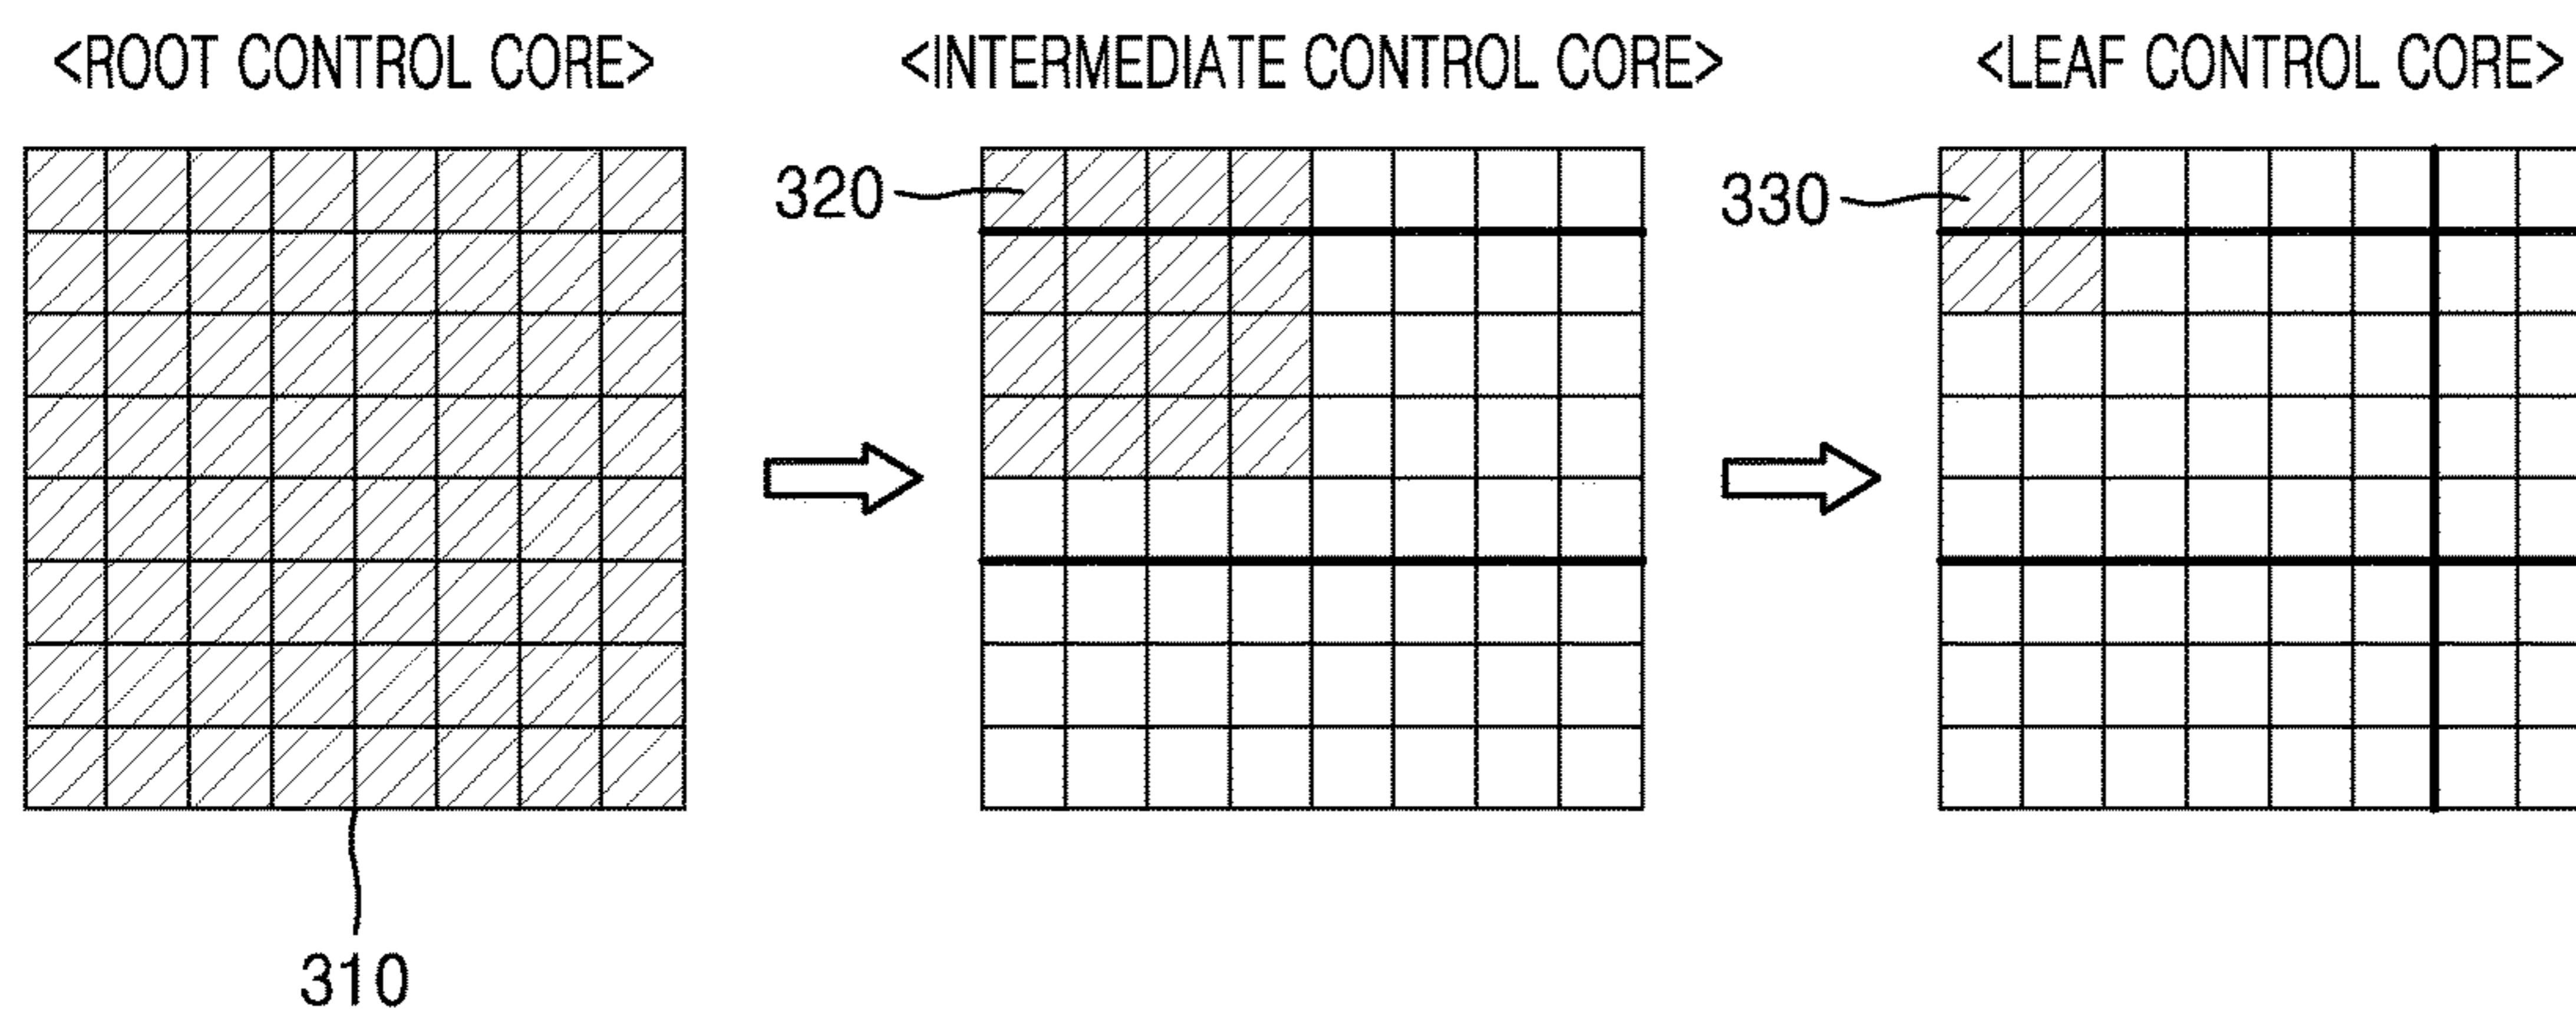 <ROOT CONTROL CORE>
<INTERMEDIATE CONTROL CORE>
<LEAF CONTROL CORE>
320
330
310